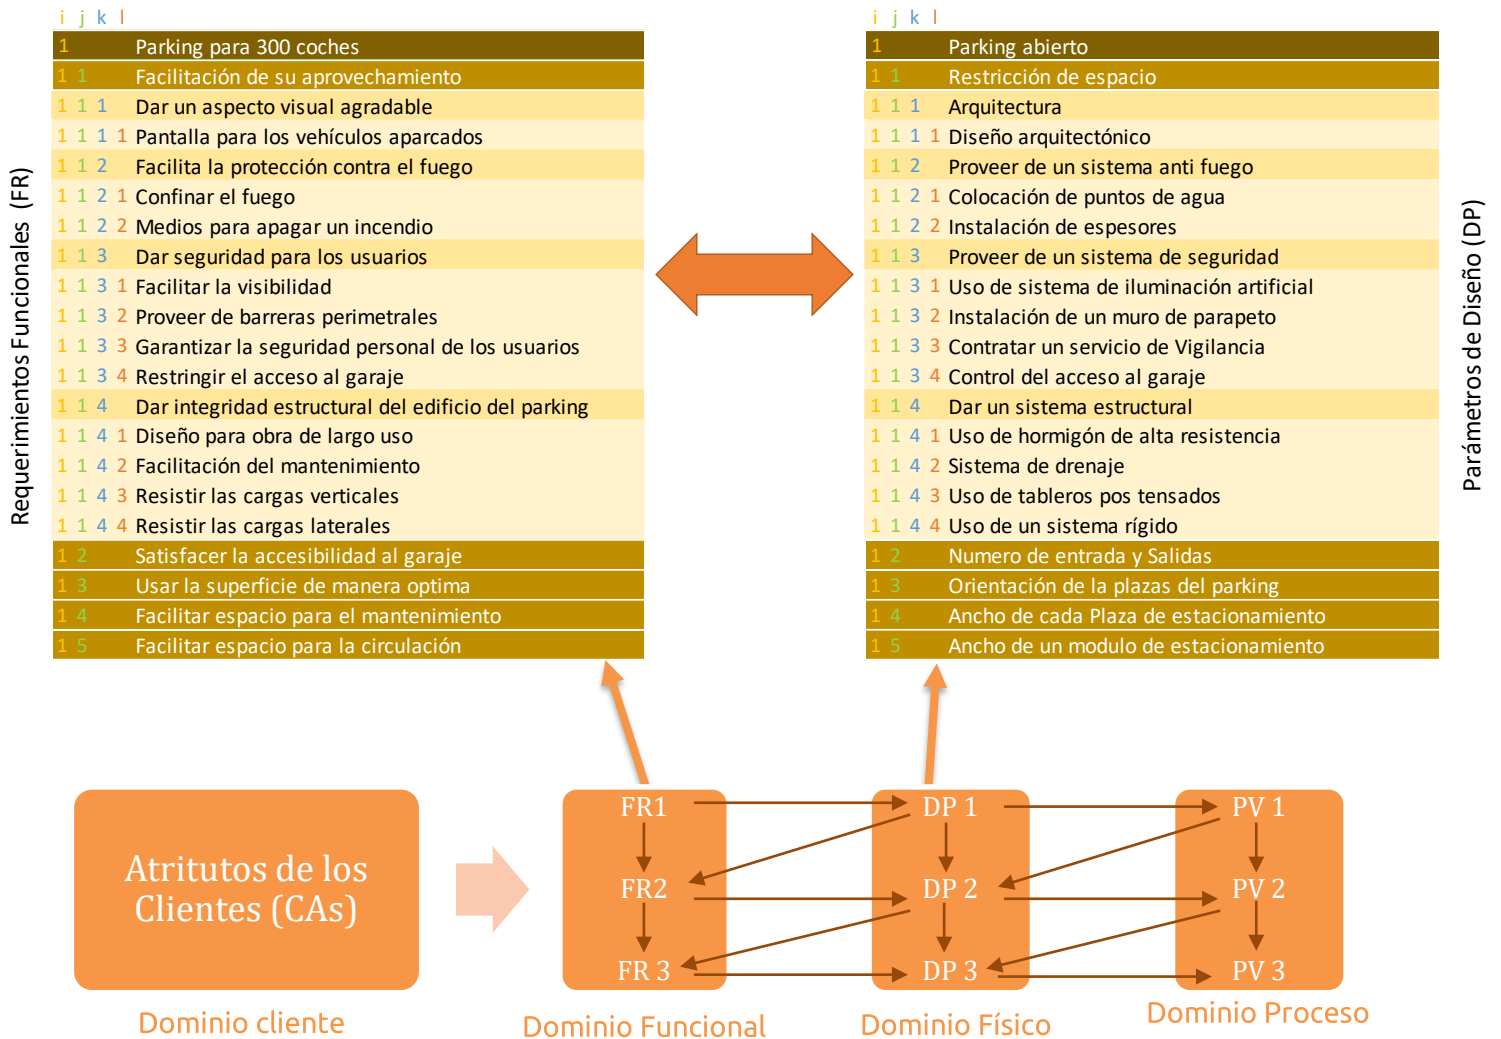 i j k l
1 Parking para 300 coches
1 1 Facilitación de su aprovechamiento
1 1 1 Dar un aspecto visual agradable
1 1 1 1 Pantalla para los vehículos aparcados
1 1 2 Facilita la protección contra el fuego
1 1 2 1 Confinar el fuego
1 1 2 2 Medios para apagar un incendio
1 1 3 Dar seguridad para los usuarios
1 1 3 1 Facilitar la visibilidad
1 1 3 2 Proveer de barreras perimetrales
1 1 3 3 Garantizar la seguridad personal de los usuarios
1 1 3 4 Restringir el acceso al garaje
1 1 4 Dar integridad estructural del edificio del parking
1 1 4 1 Diseño para obra de largo uso
1 1 4 2 Facilitación del mantenimiento
1 1 4 3 Resistir las cargas verticales
1 1 4 4 Resistir las cargas laterales
1 2 Satisfacer la accesibilidad al garaje
1 3 Usar la superficie de manera optima
1 4 Facilitar espacio para el mantenimiento
1 5 Facilitar espacio para la circulación
Requerimientos Funcionales (FR)
i j k l
1 Parking abierto
1 1 Restricción de espacio
1 1 1 Arquitectura
1 1 1 1 Diseño arquitectónico
1 1 2 Proveer de un sistema anti fuego
1 1 2 1 Colocación de puntos de agua
1 1 2 2 Instalación de espesores
1 1 3 Proveer de un sistema de seguridad
1 1 3 1 Uso de sistema de iluminación artificial
1 1 3 2 Instalación de un muro de parapeto
1 1 3 3 Contratar un servicio de Vigilancia
1 1 3 4 Control del acceso al garaje
1 1 4 Dar un sistema estructural
1 1 4 1 Uso de hormigón de alta resistencia
1 1 4 2 Sistema de drenaje
1 1 4 3 Uso de tableros pos tensados
1 1 4 4 Uso de un sistema rígido
1 2 Numero de entrada y Salidas
1 3 Orientación de la plazas del parking
1 4 Ancho de cada Plaza de estacionamiento
1 5 Ancho de un modulo de estacionamiento
Parámetros de Diseño (DP)
Atritutos de los
Clientes (CAs)
FR1
FR2
FR 3
DP 1
DP 2
DP 3
PV 1
PV 2
PV 3
Dominio cliente
Dominio Funcional
Dominio Físico
Dominio Proceso